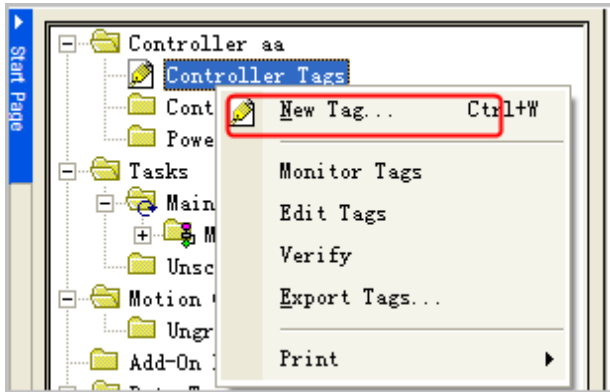 Start Page
Controller aa
Controller Tags
Cont
Powe
Tasks
Main
M
Unsc
Motion
Ungr
Add-On
New Tag... Ctrl+W
Monitor Tags
Edit Tags
Verify
Export Tags...
Print